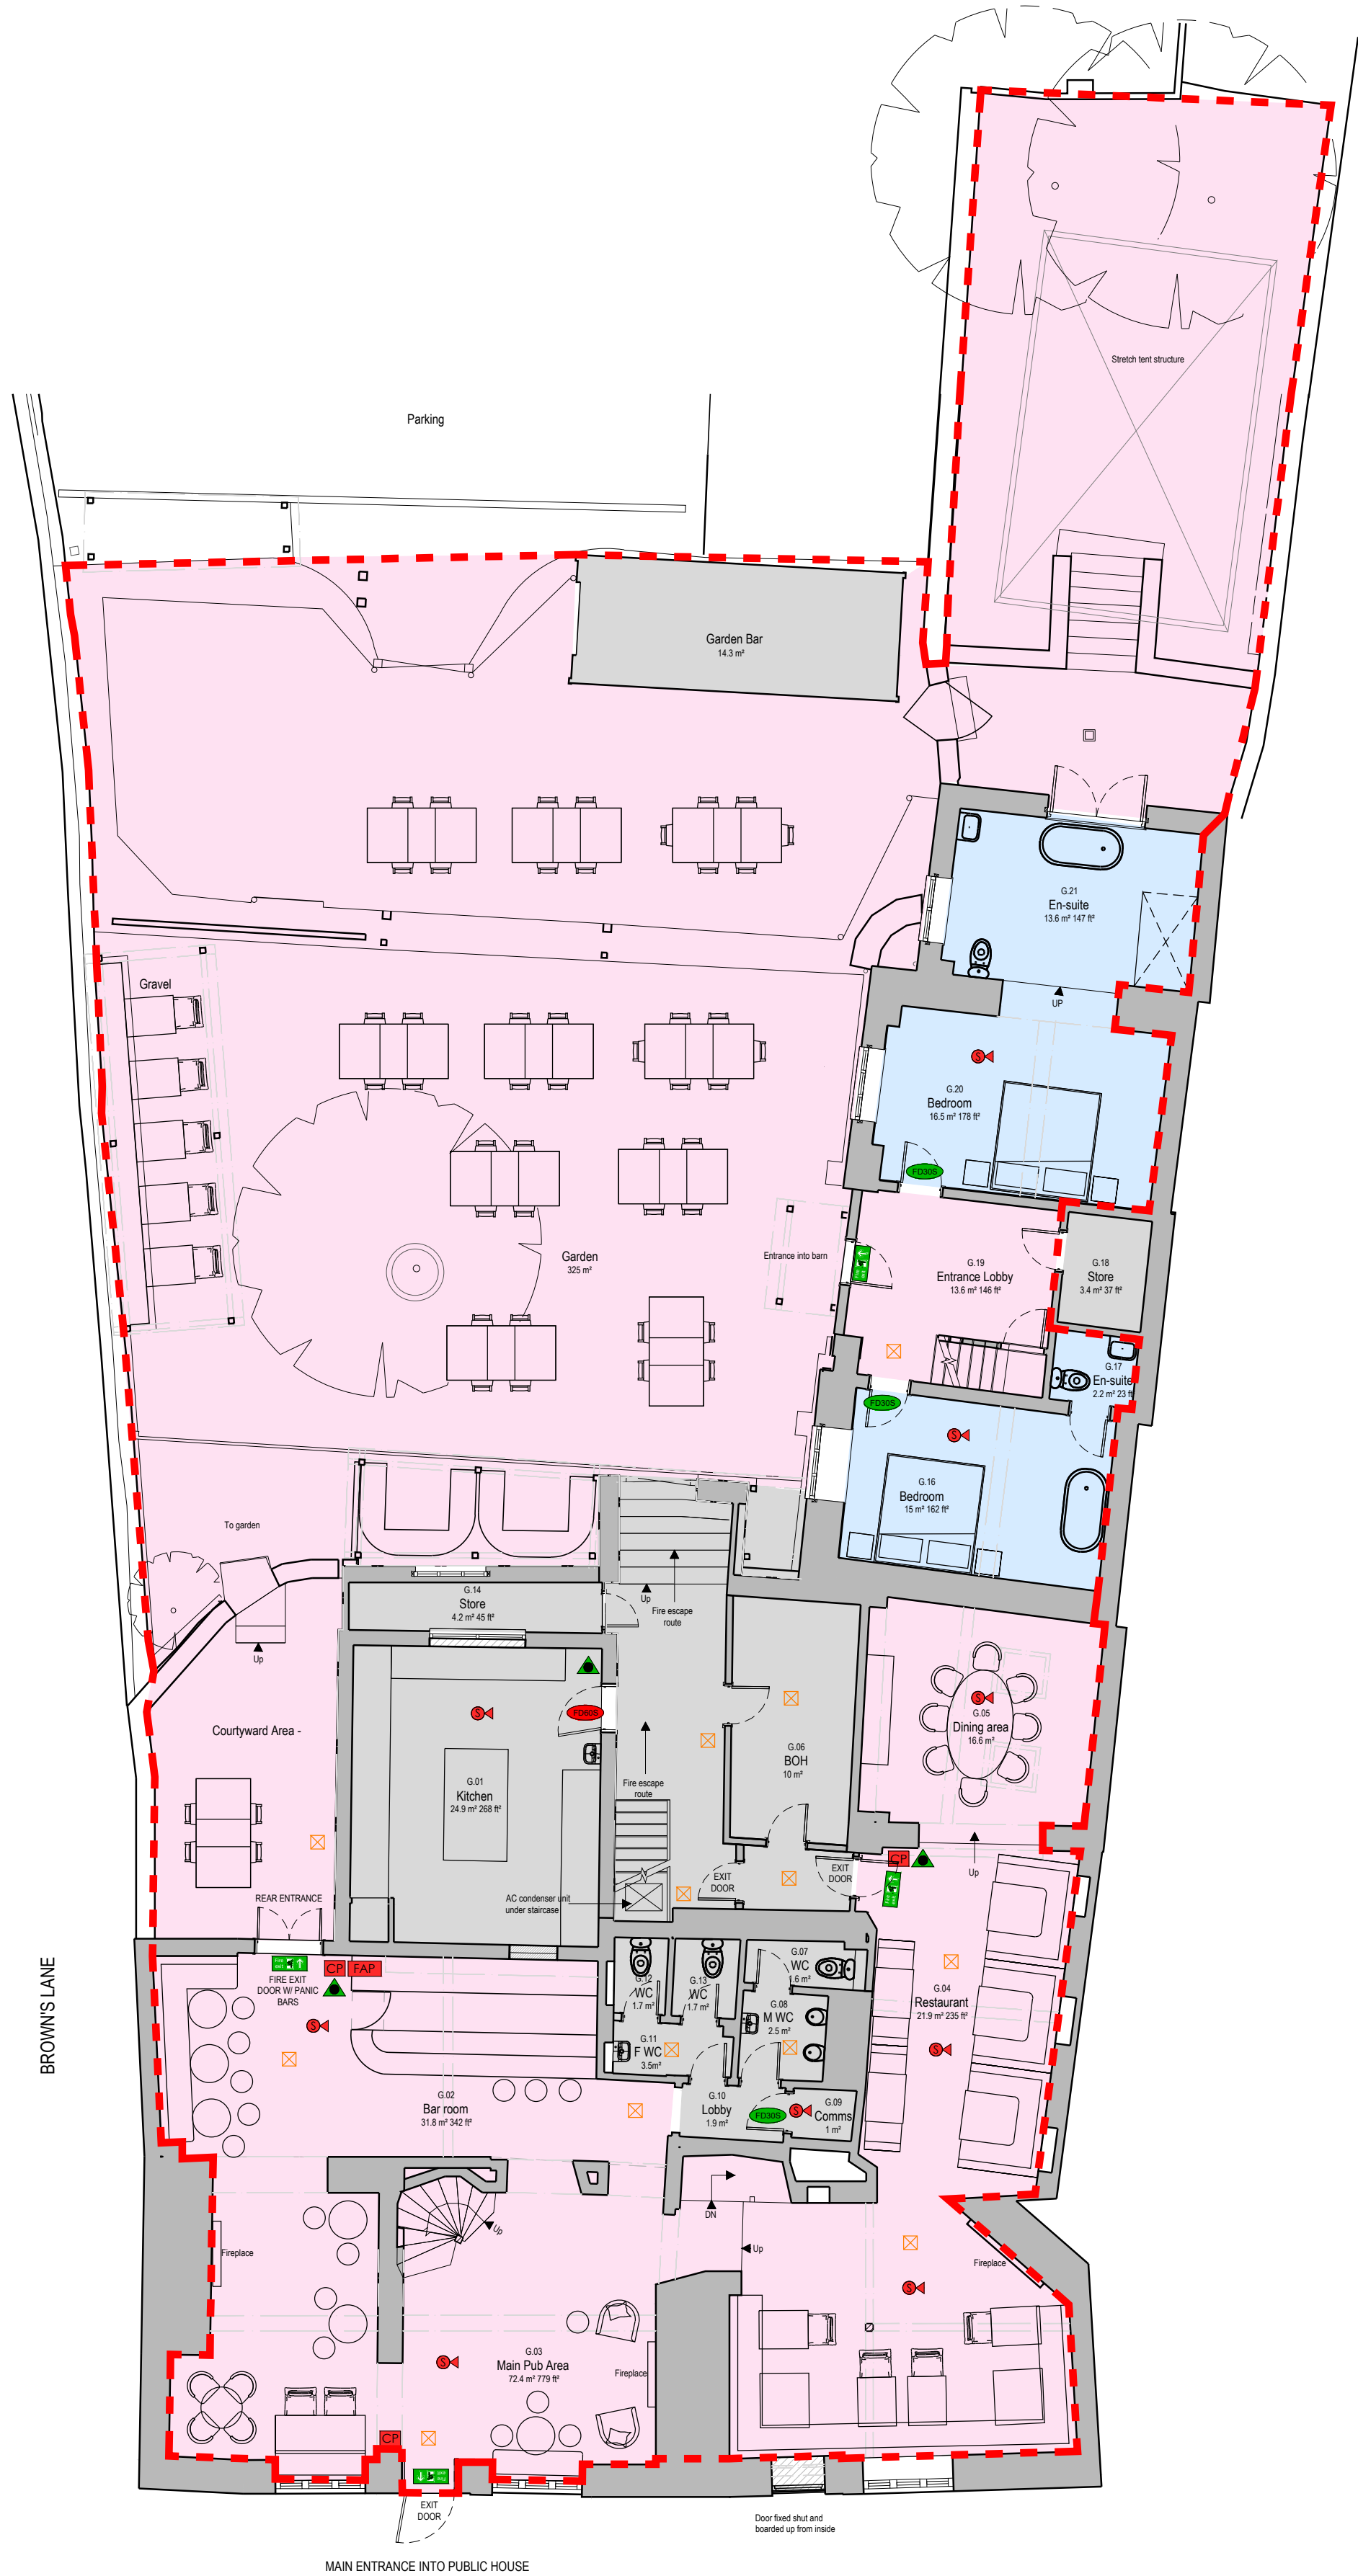 Stretch tent structure
Parking
Garden Bar
14.3 m²
G.21
En-suite
13.6 m² 147 ft²
Gravel
UP
S
G.20
Bedroom
16.5 m² 178 ft²
FD30S
Entrance into barn
Garden
325 m²
G.19
Entrance Lobby
13.6 m² 146 ft²
G.18
Store
3.4 m² 37 ft²
G.17
En-suite
2.2 m² 23 ft
FD30S
S
G.16
Bedroom
15 m² 162 ft²
To garden
G.14
Store
4.2 m² 45 ft²
Up
Fire escape
route
Up
S
FD60S
S
G.05
Dining area
16.6 m²
Courtyward Area -
G.06
BOH
10 m²
G.01
Kitchen
24.9 m² 268 ft²
Fire escape
route
CP
Up
EXIT
DOOR
EXIT
DOOR
AC condenser unit
under staircase
REAR ENTRANCE
FIRE EXIT
DOOR W/ PANIC
BARS
CP
FAP
S
G.12
WC
1.7 m²
G.13
WC
1.7 m²
G.07
WC
1.6 m²
G.08
M WC
2.5 m²
G.04
Restaurant
21.9 m² 235 ft²
S
G.11
F WC
3.5m²
BROWN'S LANE
G.02
Bar room
31.8 m² 342 ft²
G.10
Lobby
1.9 m²
FD30S
S
G.09
Comms
1 m²
DN
Up
Up
Fireplace
Fireplace
S
G.03
Main Pub Area
72.4 m² 779 ft²
S
Fireplace
CP
EXIT
DOOR
Door fixed shut and
boarded up from inside
MAIN ENTRANCE INTO PUBLIC HOUSE